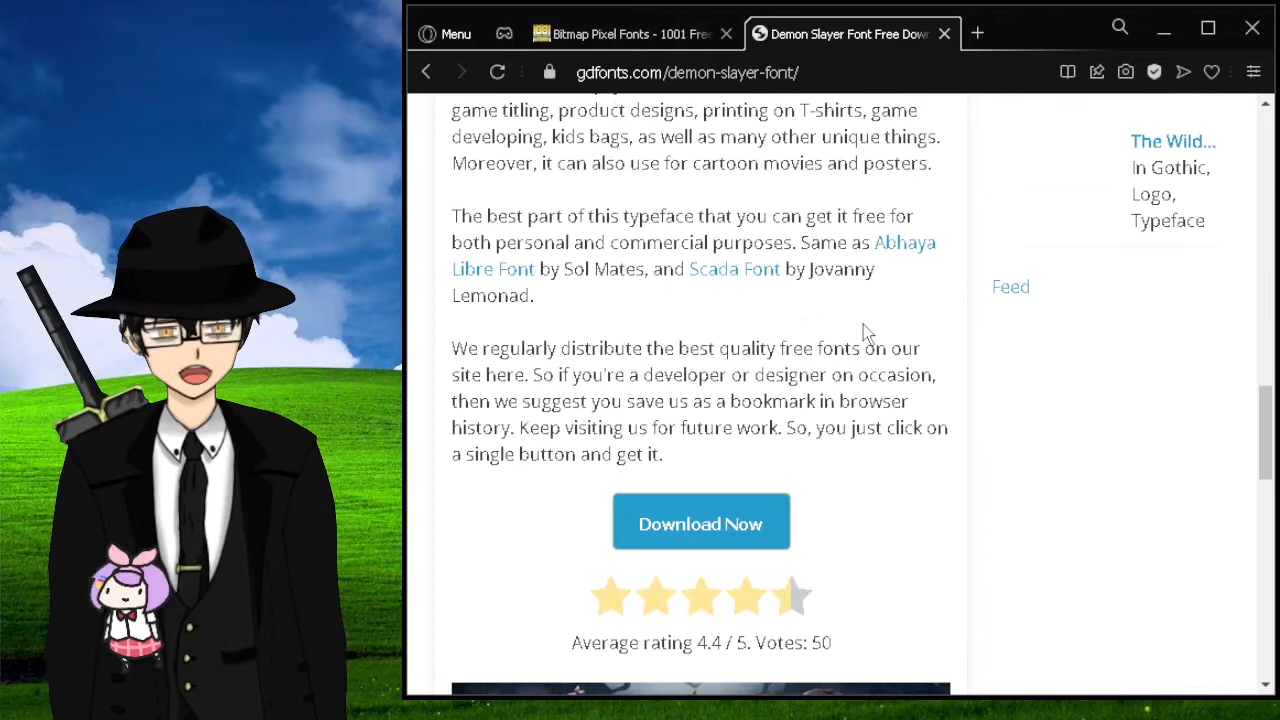 Menu
Bitmap Pixel Fonts - 1001 Free
Demon Slayer Font Free Dow
gdfonts.com/demon-slayer-font/
game titling, product designs, printing on T-shirts, game
developing, kids bags, as well as many other unique things.
Moreover, it can also use for cartoon movies and posters.
The best part of this typeface that you can get it free for
both personal and commercial purposes. Same as Abhaya
Libre Font by Sol Mates, and Scada Font by Jovanny
Lemonad.
We regularly distribute the best quality free fonts on our
site here. So if you're a developer or designer on occasion,
then we suggest you save us as a bookmark in browser
history. Keep visiting us for future work. So, you just click on
a single button and get it.
Download Now
Average rating 4.4 / 5. Votes: 50
The Wild...
In Gothic,
Logo,
Typeface
Feed